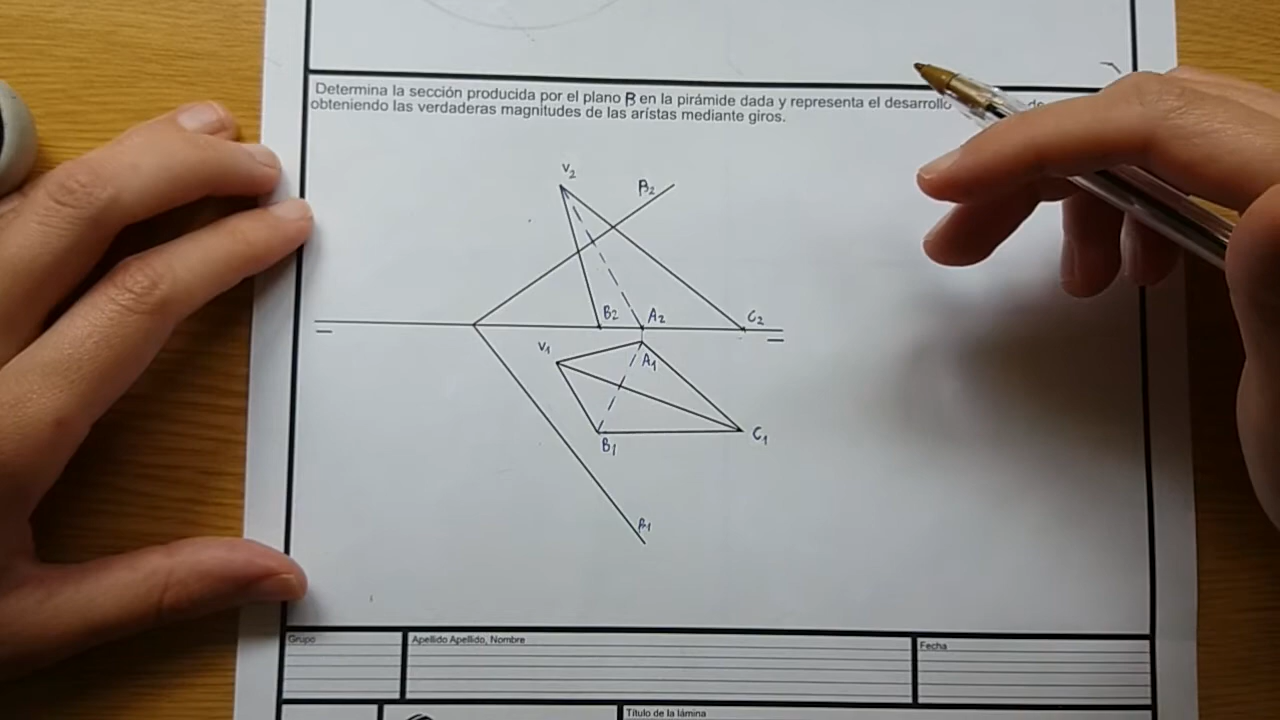 Determina la sección producida por el plano β en la pirámide dada y representa el desarrollo
obteniendo las verdaderas magnitudes de las aristas mediante giros.
V₂
β₂
B₂
A₂
C₂
V₁
A₁
B₁
C₁
β₁
Grupo
Apellido Apellido, Nombre
Fecha
Título de la lámina